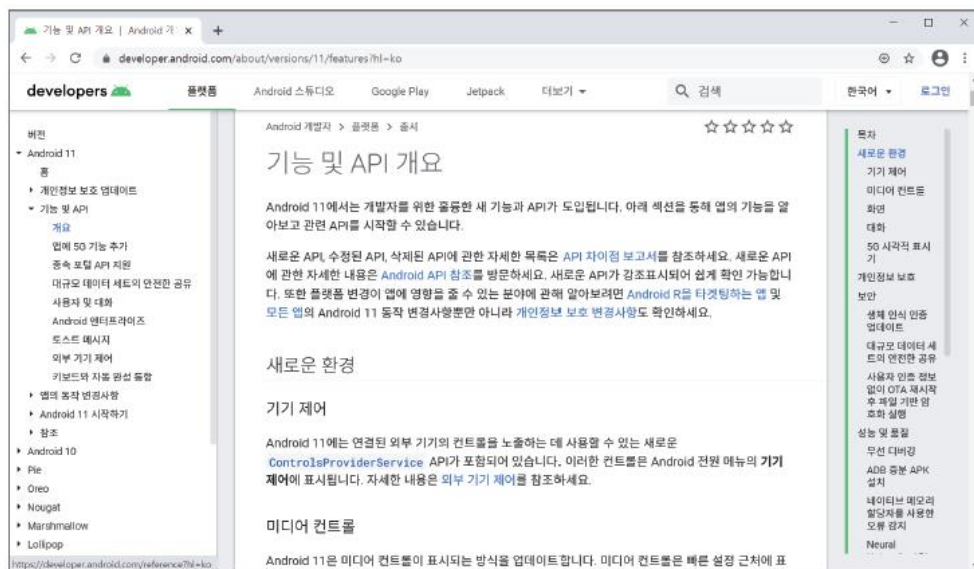 기능 및 API 개요 | Android 개
developer.android.com/about/versions/11/features?hl=ko
developers
플랫폼
Android 스튜디오
Google Play
Jetpack
더보기
검색
한국어
로그인
버전
Android 11
홈
개인정보 보호 업데이트
기능 및 API
개요
앱에 5G 기능 추가
종속 포털 API 지원
대규모 데이터 세트의 안전한 공유
사용자 및 대화
Android 엔터프라이즈
토스트 메시지
외부 기기 제어
키보드와 자동 완성 통합
앱의 동작 변경사항
Android 11 시작하기
참조
Android 10
Pie
Oreo
Nougat
Marshmallow
Lollipop
https://developer.android.com/reference?hl=ko
Android 개발자 > 플랫폼 > 출시
기능 및 API 개요
Android 11에서는 개발자를 위한 훌륭한 새 기능과 API가 도입됩니다. 아래 섹션을 통해 앱의 기능을 알
아보고 관련 API를 시작할 수 있습니다.
새로운 API, 수정된 API, 삭제된 API에 관한 자세한 목록은 API 차이점 보고서를 참조하세요. 새로운 API
에 관한 자세한 내용은 Android API 참조를 방문하세요. 새로운 API가 강조표시되어 쉽게 확인 가능합니
다. 또한 플랫폼 변경이 앱에 영향을 줄 수 있는 분야에 관해 알아보려면 Android R을 타겟팅하는 앱 및
모든 앱의 Android 11 동작 변경사항뿐만 아니라 개인정보 보호 변경사항도 확인하세요.
새로운 환경
기기 제어
Android 11에는 연결된 외부 기기의 컨트롤을 노출하는 데 사용할 수 있는 새로운
ControlsProviderService API가 포함되어 있습니다. 이러한 컨트롤은 Android 전원 메뉴의 기기
제어에 표시됩니다. 자세한 내용은 외부 기기 제어를 참조하세요.
미디어 컨트롤
Android 11은 미디어 컨트롤이 표시되는 방식을 업데이트합니다. 미디어 컨트롤은 빠른 설정 근처에 표
목차
새로운 환경
기기 제어
미디어 컨트롤
화면
대화
5G 시각적 표시
기
개인정보 보호
보안
생체 인식 인증
업데이트
대규모 데이터 세
트의 안전한 공유
사용자 인증 정보
없이 OTA 재시작
후 파일 기반 암
호화 실행
성능 및 품질
무선 디버깅
ADB 증분 APK
설치
네이티브 메모리
할당자를 사용한
오류 감지
Neural